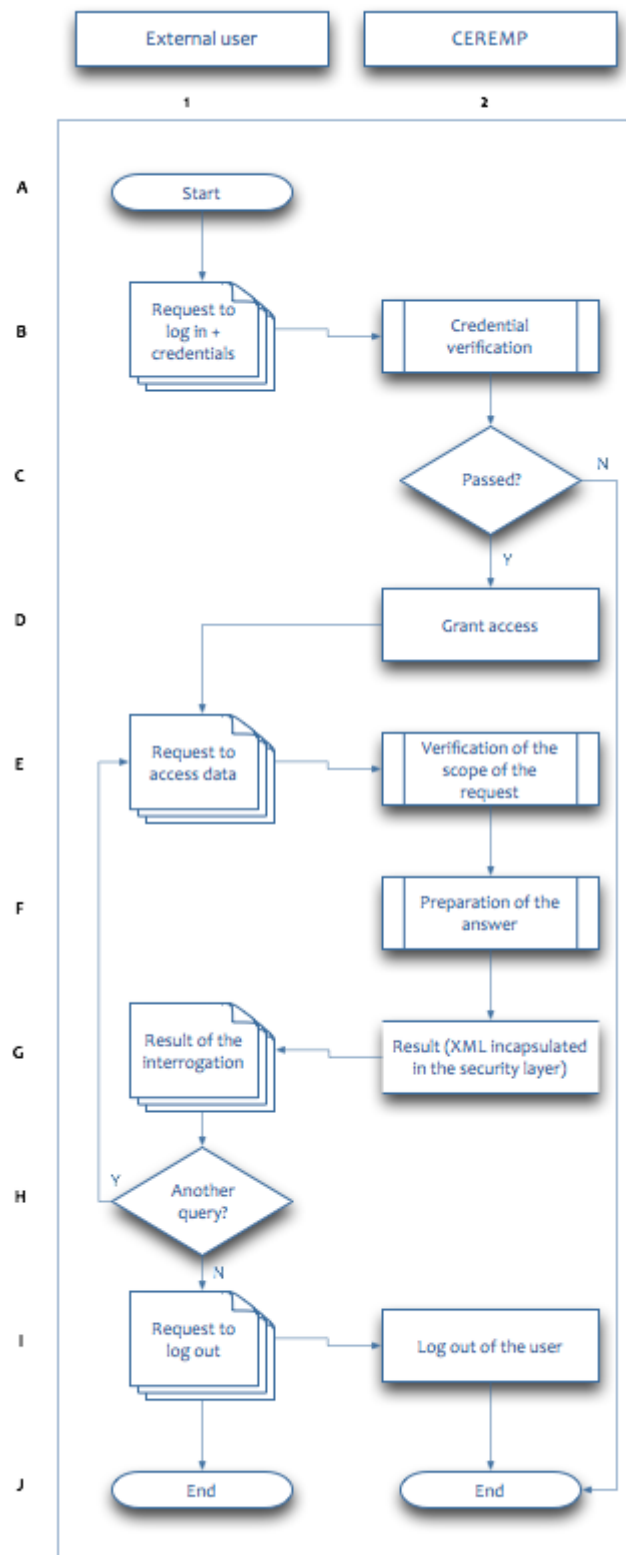 External user
CEREMP
1
2
A
Start
B
Request to
log in +
credentials
Credential
verification
C
Passed?
N
Y
D
Grant access
E
Request to
access data
Verification of the
scope of the
request
F
Preparation of the
answer
G
Result of the
interrogation
Result (XML incapsulated
in the security layer)
H
Y
Another
query?
N
I
Request to
log out
Log out of the user
J
End
End